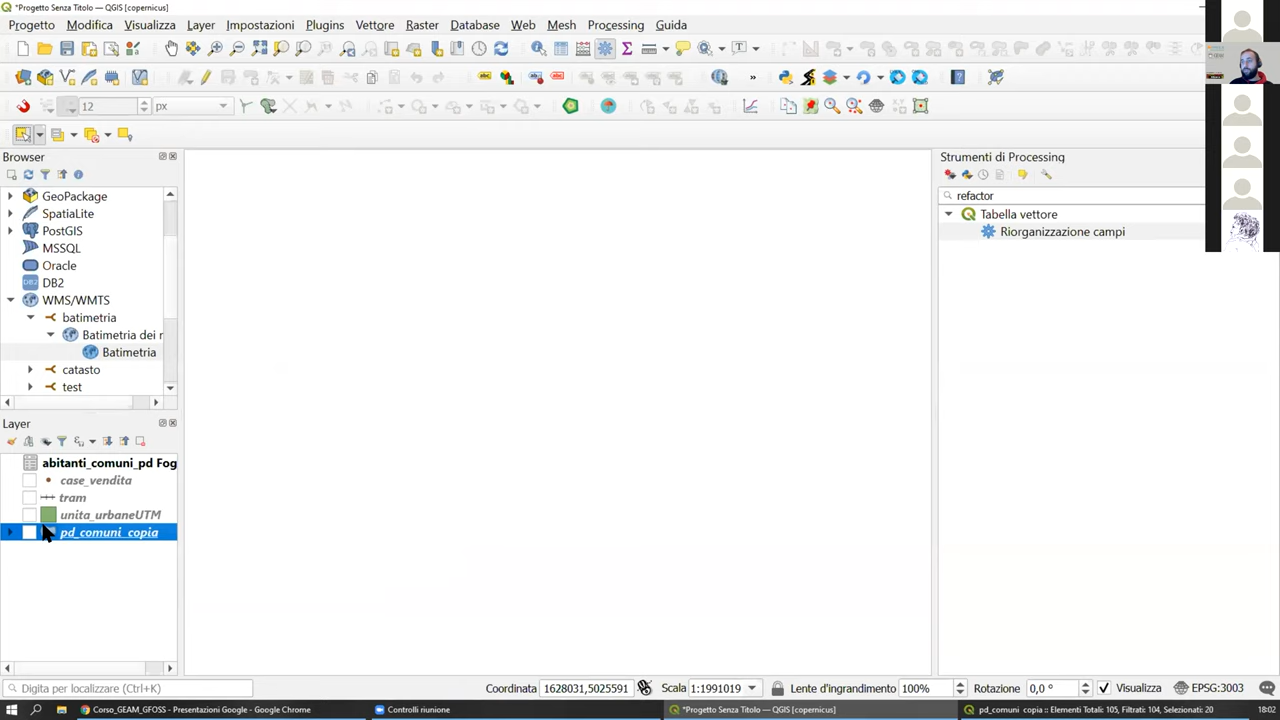 *Progetto Senza Titolo — QGIS [copernicus]
Progetto Modifica Visualizza Layer Impostazioni Plugins Vettore Raster Database Web Mesh Processing Guida
12 px
Browser
GeoPackage
SpatiaLite
PostGIS
MSSQL
Oracle
DB2
WMS/WMTS
batimetria
Batimetria dei r
Batimetria
catasto
test
Layer
abitanti_comuni_pd Fog
case_vendita
tram
unita_urbaneUTM
pd_comuni_copia
Strumenti di Processing
refactor
Tabella vettore
Riorganizzazione campi
Digita per localizzare (Ctrl+K)
Coordinata 1628031,5025591 Scala 1:1991019 Lente d'ingrandimento 100% Rotazione 0,0 ° Visualizza EPSG:3003
Corso_GEAM_GFOSS - Presentazioni Google - Google Chrome Controlli riunione *Progetto Senza Titolo — QGIS [copernicus] pd_comuni_copia :: Elementi Totali: 105, Filtrati: 104, Selezionati: 20 18:02